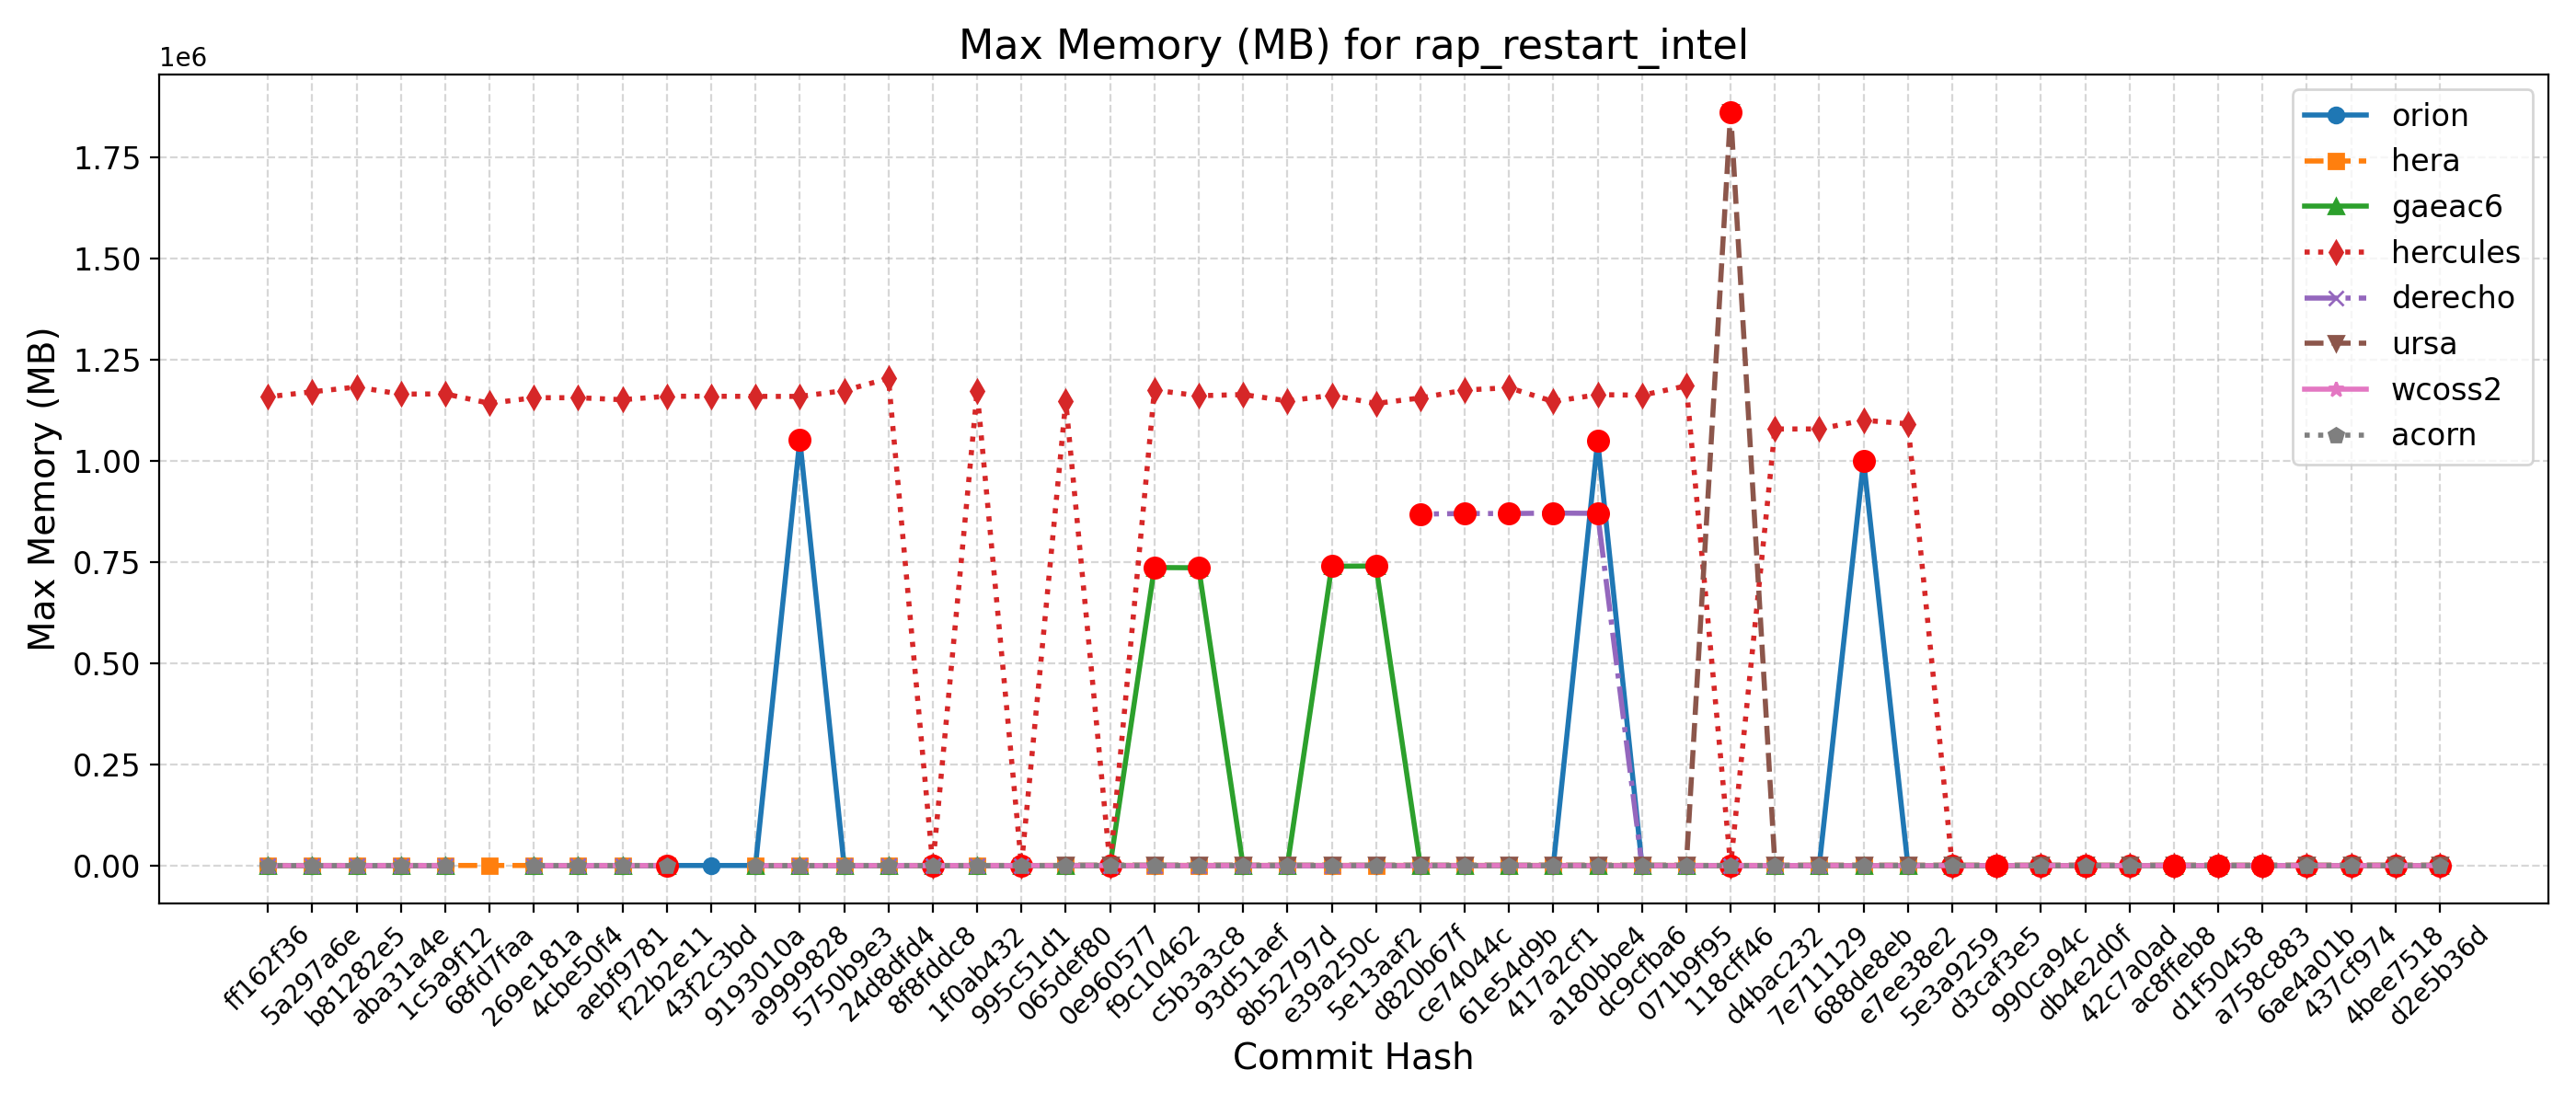 Max Memory (MB) for rap_restart_intel
1e6
1.75
1.50
1.25
1.00
0.75
0.50
0.25
0.00
Max Memory (MB)
orion
hera
gaeac6
hercules
derecho
ursa
wcoss2
acorn
ff162f36
5a297a6e
b81282e5
aba31a4e
1c5a9f12
68fd7faa
269e181a
4cbe50f4
aebf9781
f22b2e11
43f2c3bd
9193010a
a9999828
5750b9e3
24d8dfd4
8f8fddc8
1f0ab432
995c51d1
065def80
0e960577
f9c10462
c5b3a3c8
93d51aef
8b52797d
e39a250c
5e13aaf2
d820b67f
ce74044c
61e54d9b
417a2cf1
a180bbe4
dc9cfba6
071b9f95
118cff46
d4bac232
7e711129
688de8eb
e7ee38e2
5e3a9259
d3caf3e5
990ca94c
db4e2d0f
42c7a0ad
ac8ffeb8
d1f50458
a758c883
6ae4a01b
437cf974
4bee7518
d2e5b36d
Commit Hash